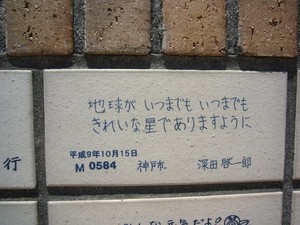 地球が いつまでも いつまでも
きれいな星でありますように
平成9年10月15日
M 0584 神戸市 深田 啓一郎
行